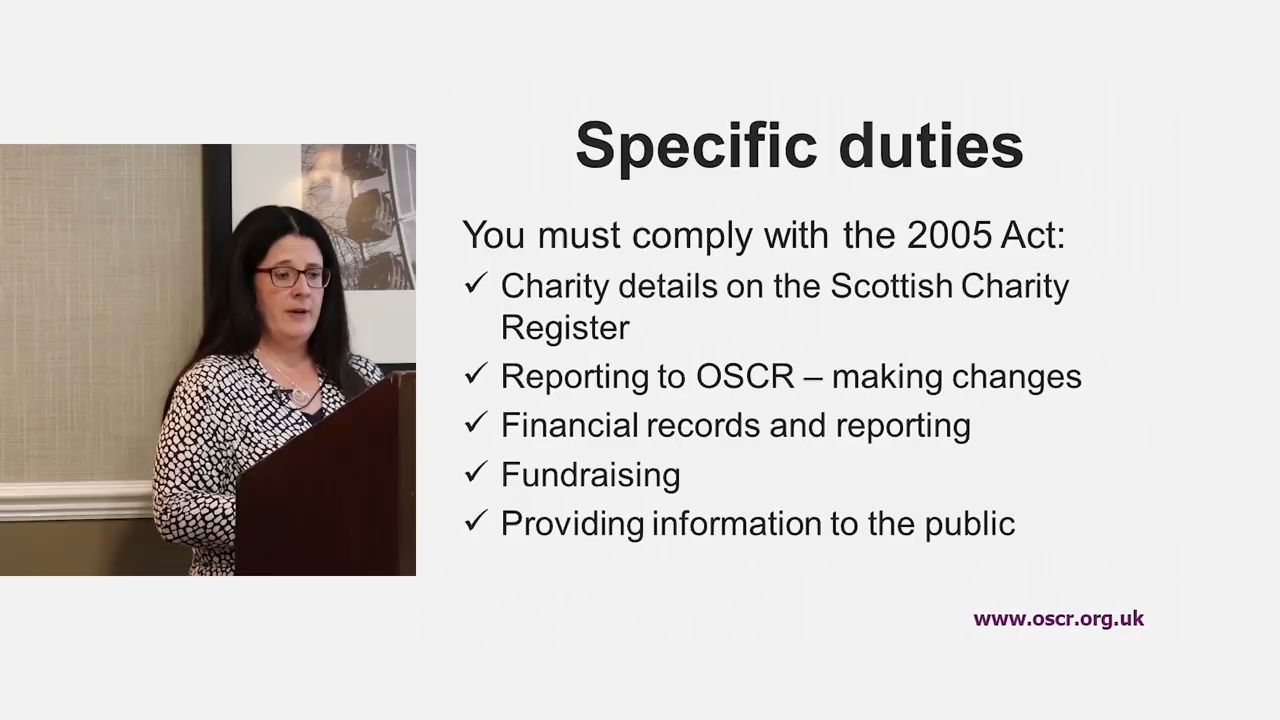 Specific duties
You must comply with the 2005 Act:
✓ Charity details on the Scottish Charity
Register
✓ Reporting to OSCR – making changes
✓ Financial records and reporting
✓ Fundraising
✓ Providing information to the public
www.oscr.org.uk